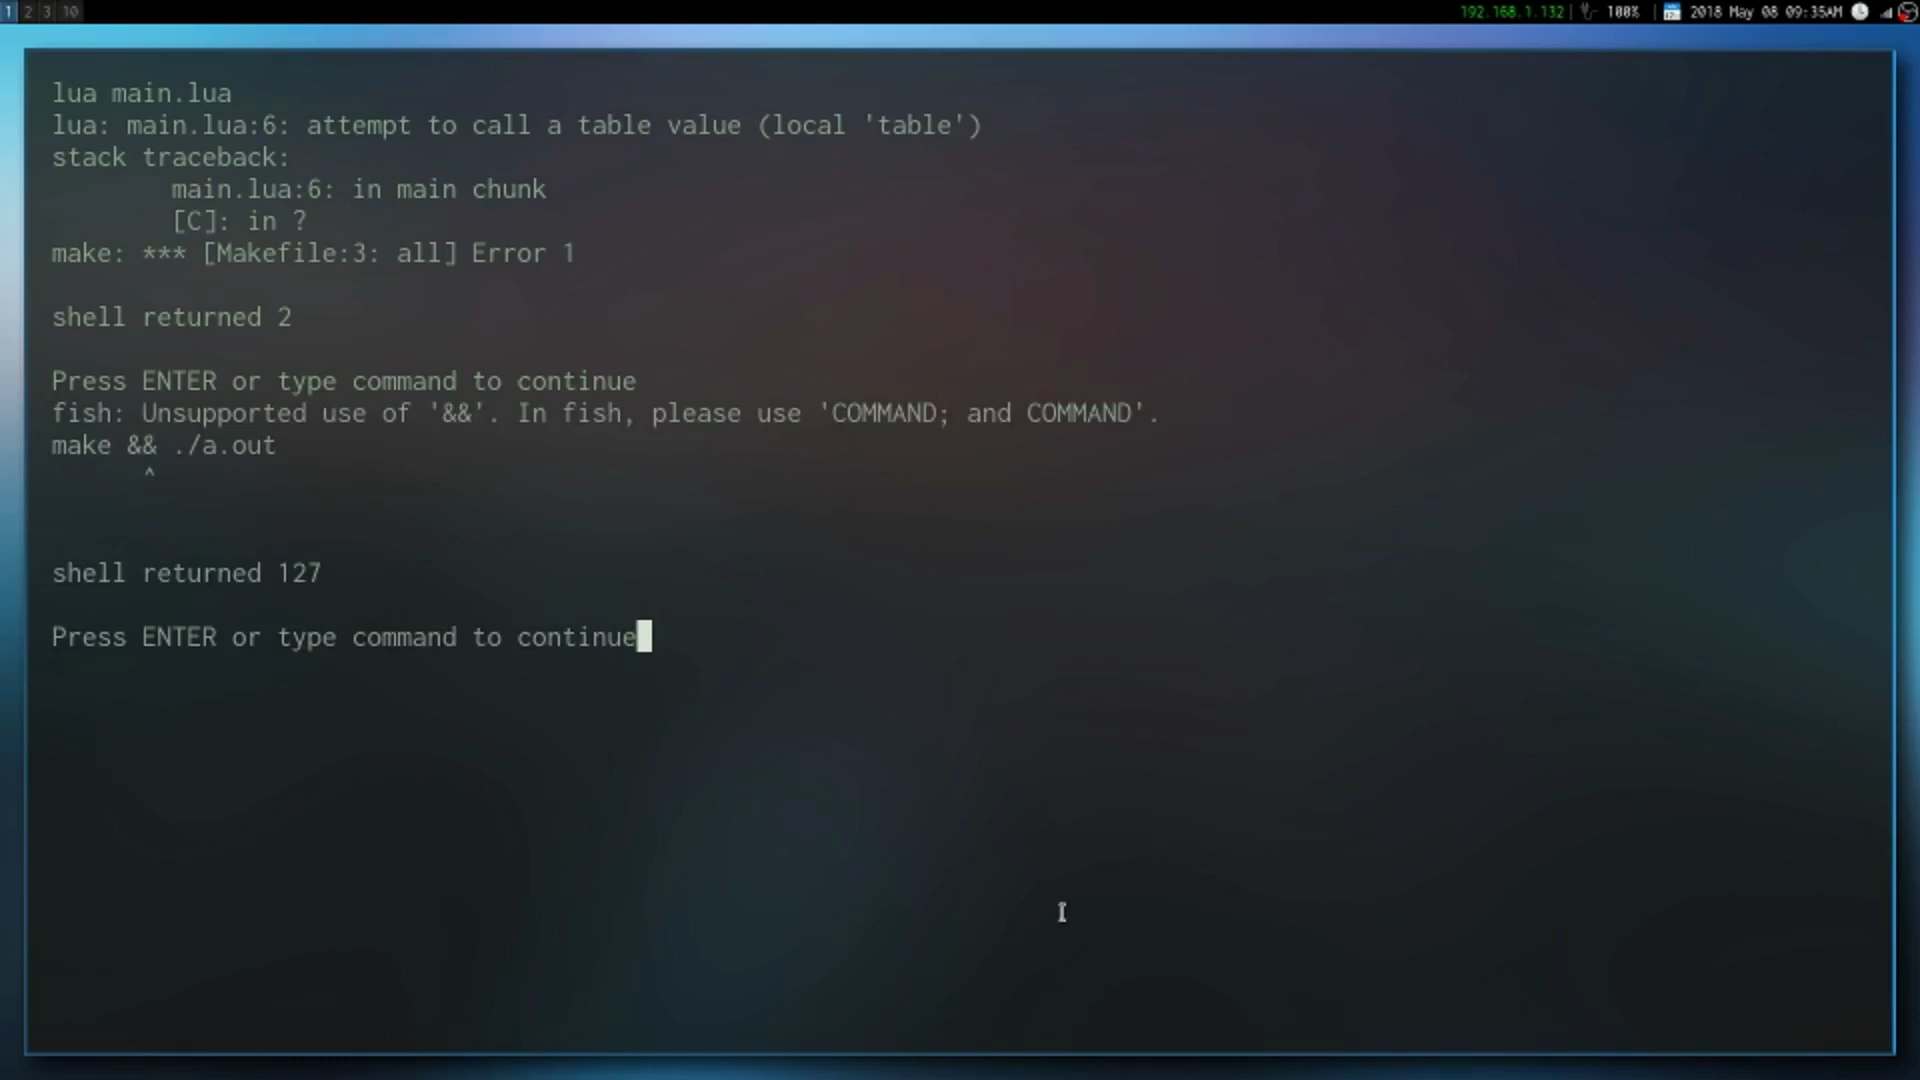 1 2 3 10
192.168.1.132 | 100% | 2018 May 08 09:35AM
lua main.lua
lua: main.lua:6: attempt to call a table value (local 'table')
stack traceback:
main.lua:6: in main chunk
[C]: in ?
make: *** [Makefile:3: all] Error 1
shell returned 2
Press ENTER or type command to continue
fish: Unsupported use of '&&'. In fish, please use 'COMMAND; and COMMAND'.
make && ./a.out
^
shell returned 127
Press ENTER or type command to continue